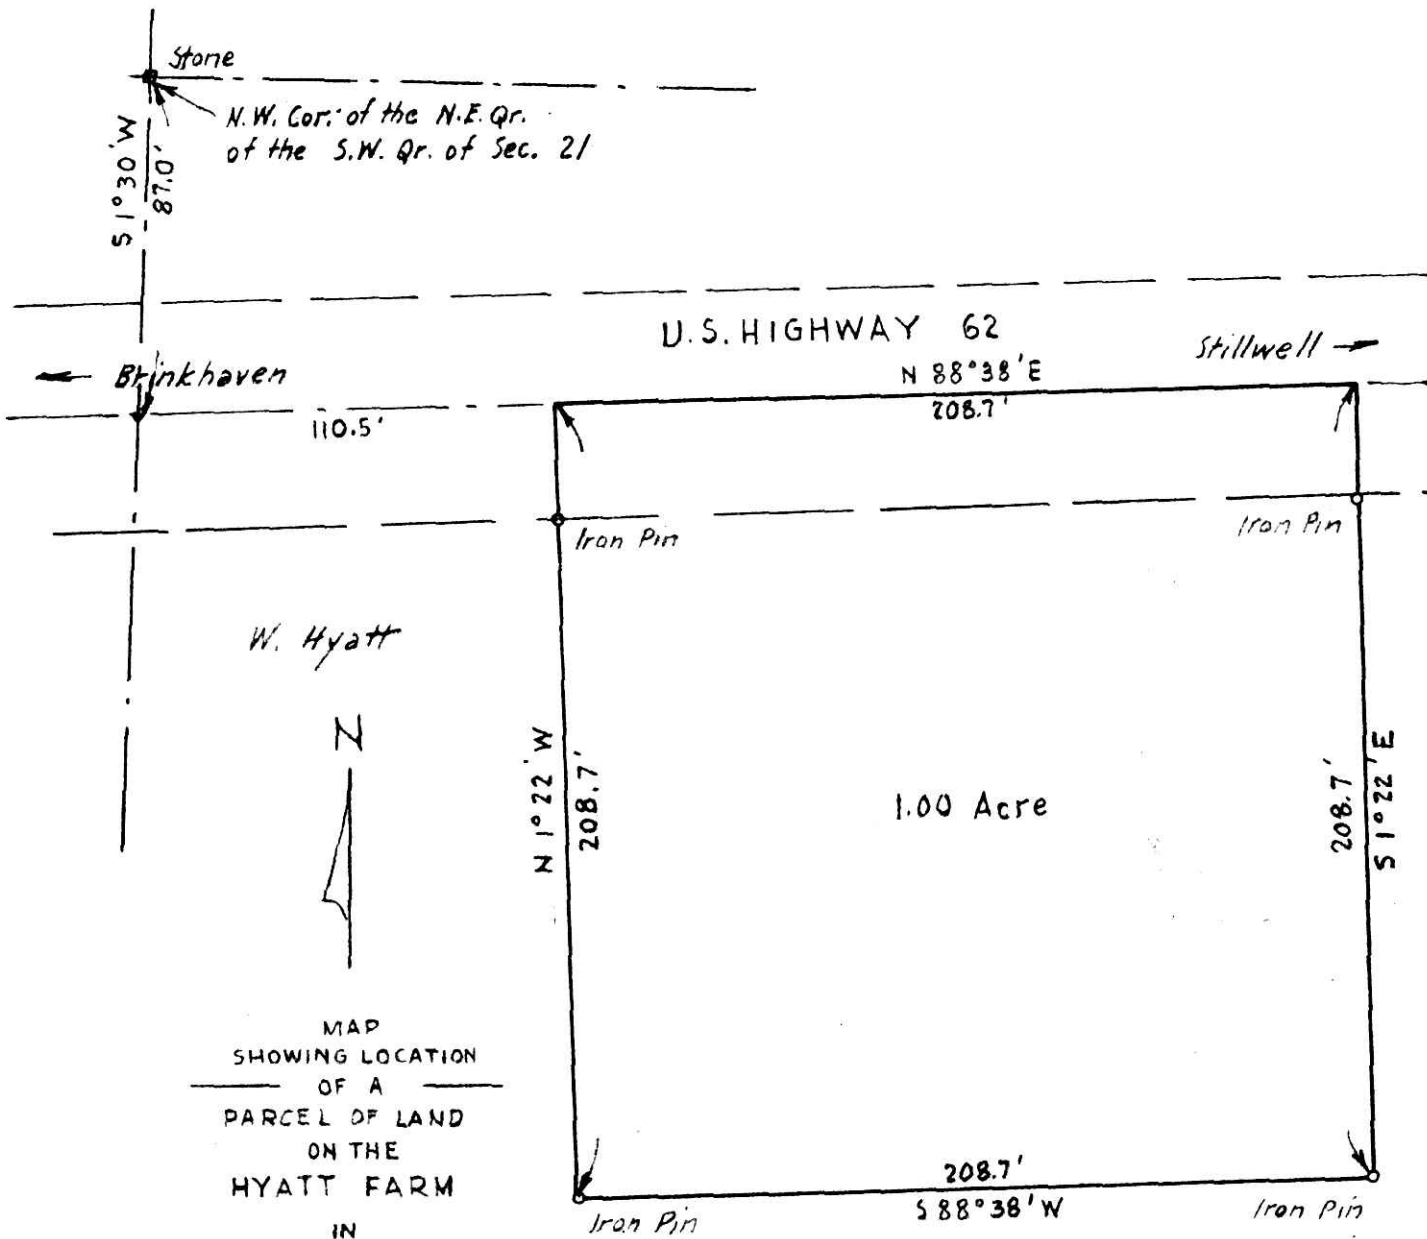 Stone
N.W. Cor. of the N.E. Qr.
of the S.W. Qr. of Sec. 21
S 1° 30' W
87.0'
U.S. HIGHWAY 62
Stillwell
Brinkhaven
N 88° 38' E
208.7'
110.5'
Iron Pin
Iron Pin
W. Hyatt
N
N 1° 22' W
208.7'
1.00 Acre
208.7'
S 1° 22' E
MAP
SHOWING LOCATION
OF A
PARCEL OF LAND
ON THE
HYATT FARM
IN
208.7'
S 88° 38' W
Iron Pin
Iron Pin